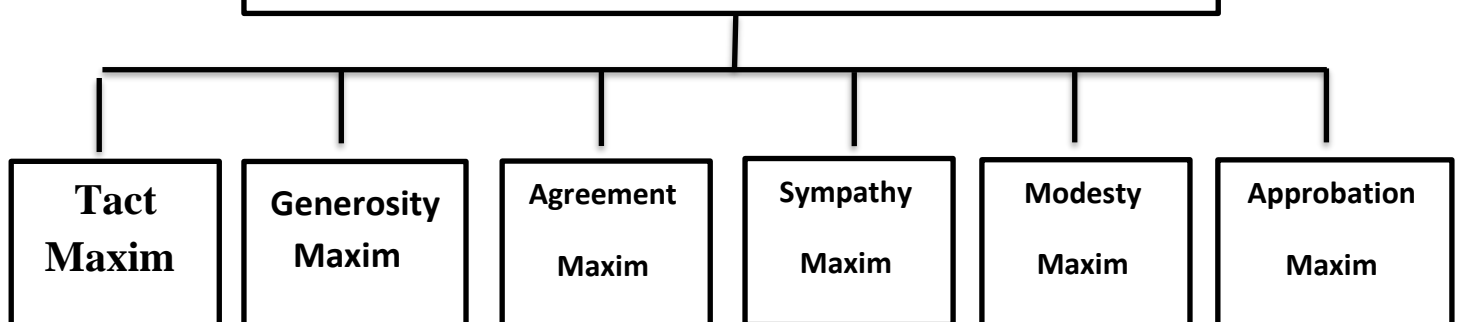 Tact
Maxim
Generosity
Maxim
Agreement
Maxim
Sympathy
Maxim
Modesty
Maxim
Approbation
Maxim